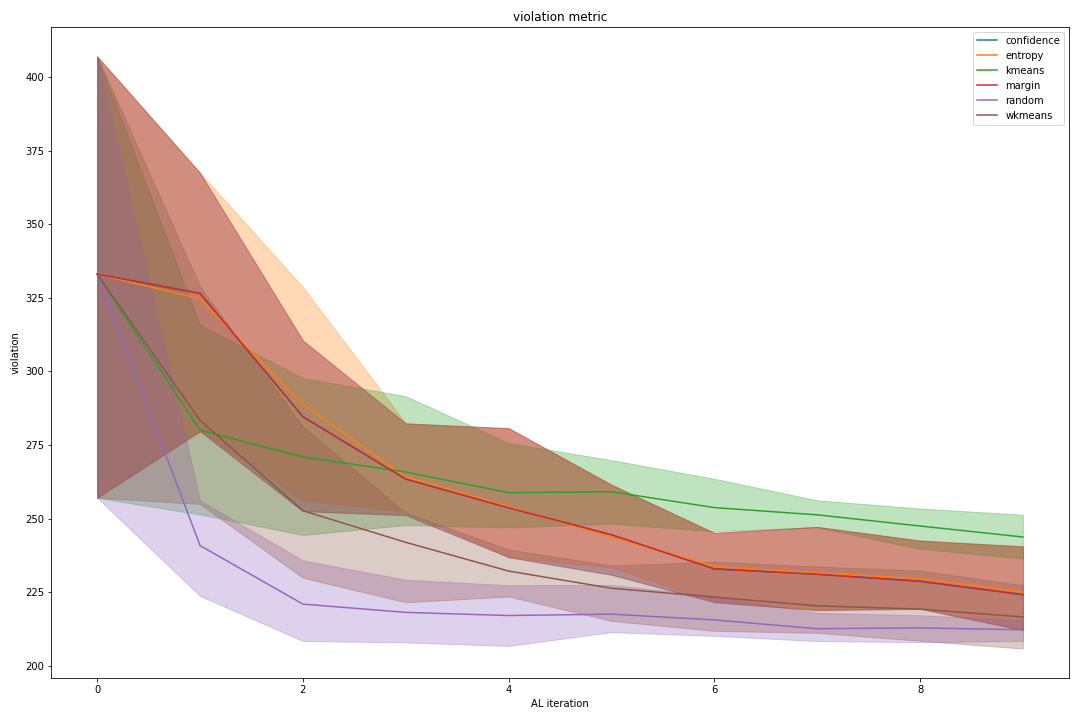 violation metric
confidence
entropy
kmeans
margin
random
wkmeans
400
375
350
325
300
275
250
225
200
violation
0 2 4 6 8
AL iteration